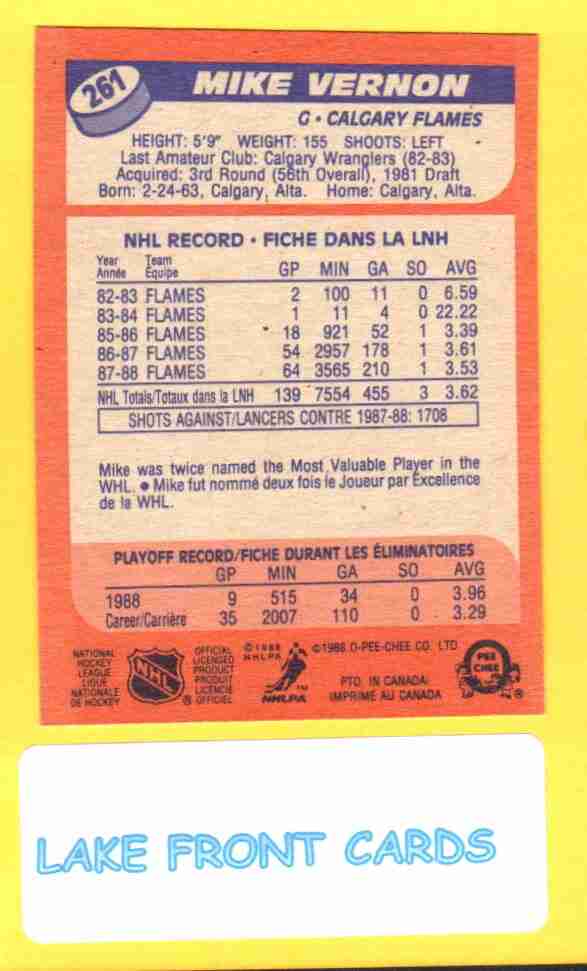 261
MIKE VERNON
G • CALGARY FLAMES
HEIGHT: 5'9" WEIGHT: 155 SHOOTS: LEFT
Last Amateur Club: Calgary Wranglers (82-83)
Acquired: 3rd Round (56th Overall), 1981 Draft
Born: 2-24-63, Calgary, Alta. Home: Calgary, Alta.
NHL RECORD • FICHE DANS LA LNH
Year Team
Année Équipe GP MIN GA SO AVG
82-83 FLAMES 2 100 11 0 6.59
83-84 FLAMES 1 11 4 0 22.22
85-86 FLAMES 18 921 52 1 3.39
86-87 FLAMES 54 2957 178 1 3.61
87-88 FLAMES 64 3565 210 1 3.53
NHL Totals/Totaux dans la LNH 139 7554 455 3 3.62
SHOTS AGAINST/LANCERS CONTRE 1987-88: 1708
Mike was twice named the Most Valuable Player in the
WHL. • Mike fut nommé deux fois le Joueur par Excellence
de la WHL.
PLAYOFF RECORD/FICHE DURANT LES ÉLIMINATOIRES
GP MIN GA SO AVG
1988 9 515 34 0 3.96
Career/Carrière 35 2007 110 0 3.29
NATIONAL
HOCKEY
LEAGUE
LIGUE
NATIONALE
DE HOCKEY
NHL
®
OFFICIAL
LICENSED
PRODUCT
PRODUIT
LICENCIÉ
OFFICIEL
©1988
NHLPA
™
NHLPA
©1988 O-PEE-CHEE CO. LTD.
PTD. IN CANADA
IMPRIMÉ AU CANADA
O
PEE
CHEE
®
LAKE FRONT CARDS